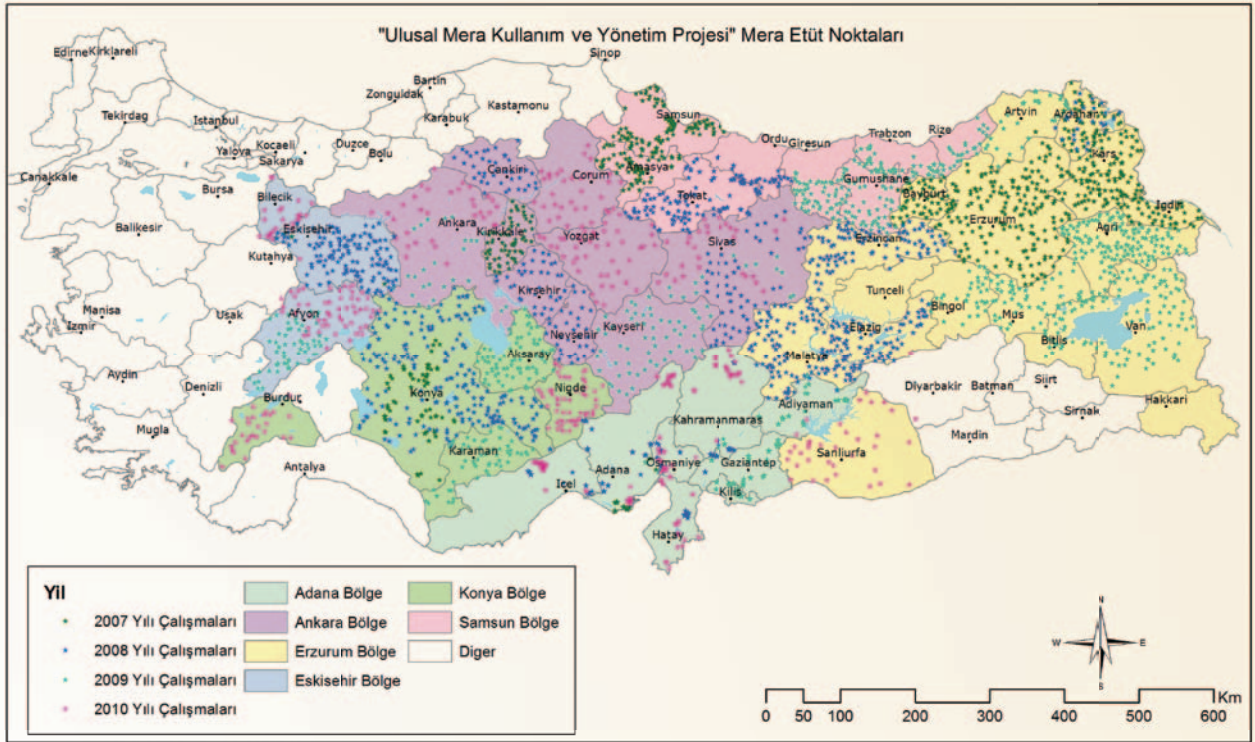 "Ulusal Mera Kullanım ve Yönetim Projesi" Mera Etüt Noktaları
Edirne
Kirklareli
Sinop
Bartin
Zonguldak
Kastamonu
Karabuk
Tekirdag
Istanbul
Kocaeli
Yalova
Sakarya
Duzce
Bolu
Samsun
Ordu
Giresun
Trabzon
Rize
Artvin
Ardahan
Kars
Canakkale
Bursa
Bilecik
Cankiri
Corum
Amasya
Tokat
Gumushane
Bayburt
Erzurum
Igdir
Agri
Balikesir
Eskisehir
Kutahya
Ankara
Kirikkale
Yozgat
Sivas
Erzincan
Tunceli
Bingol
Mus
Van
Bitlis
Manisa
Izmir
Usak
Afyon
Kirşehir
Nevşehir
Kayseri
Malatya
Elazig
Aydin
Denizli
Burdur
Konya
Aksaray
Nigde
Kahramanmaras
Adiyaman
Diyarbakir
Batman
Siirt
Sirnak
Hakkari
Mugla
Antalya
Karaman
Içel
Adana
Osmaniye
Gaziantep
Kilis
Sanliurfa
Mardin
Hatay
Yil
2007 Yılı Çalışmaları
2008 Yılı Çalışmaları
2009 Yılı Çalışmaları
2010 Yılı Çalışmaları
Adana Bölge
Ankara Bölge
Erzurum Bölge
Eskisehir Bölge
Konya Bölge
Samsun Bölge
Diger
N
W E
S
Km
0 50 100 200 300 400 500 600